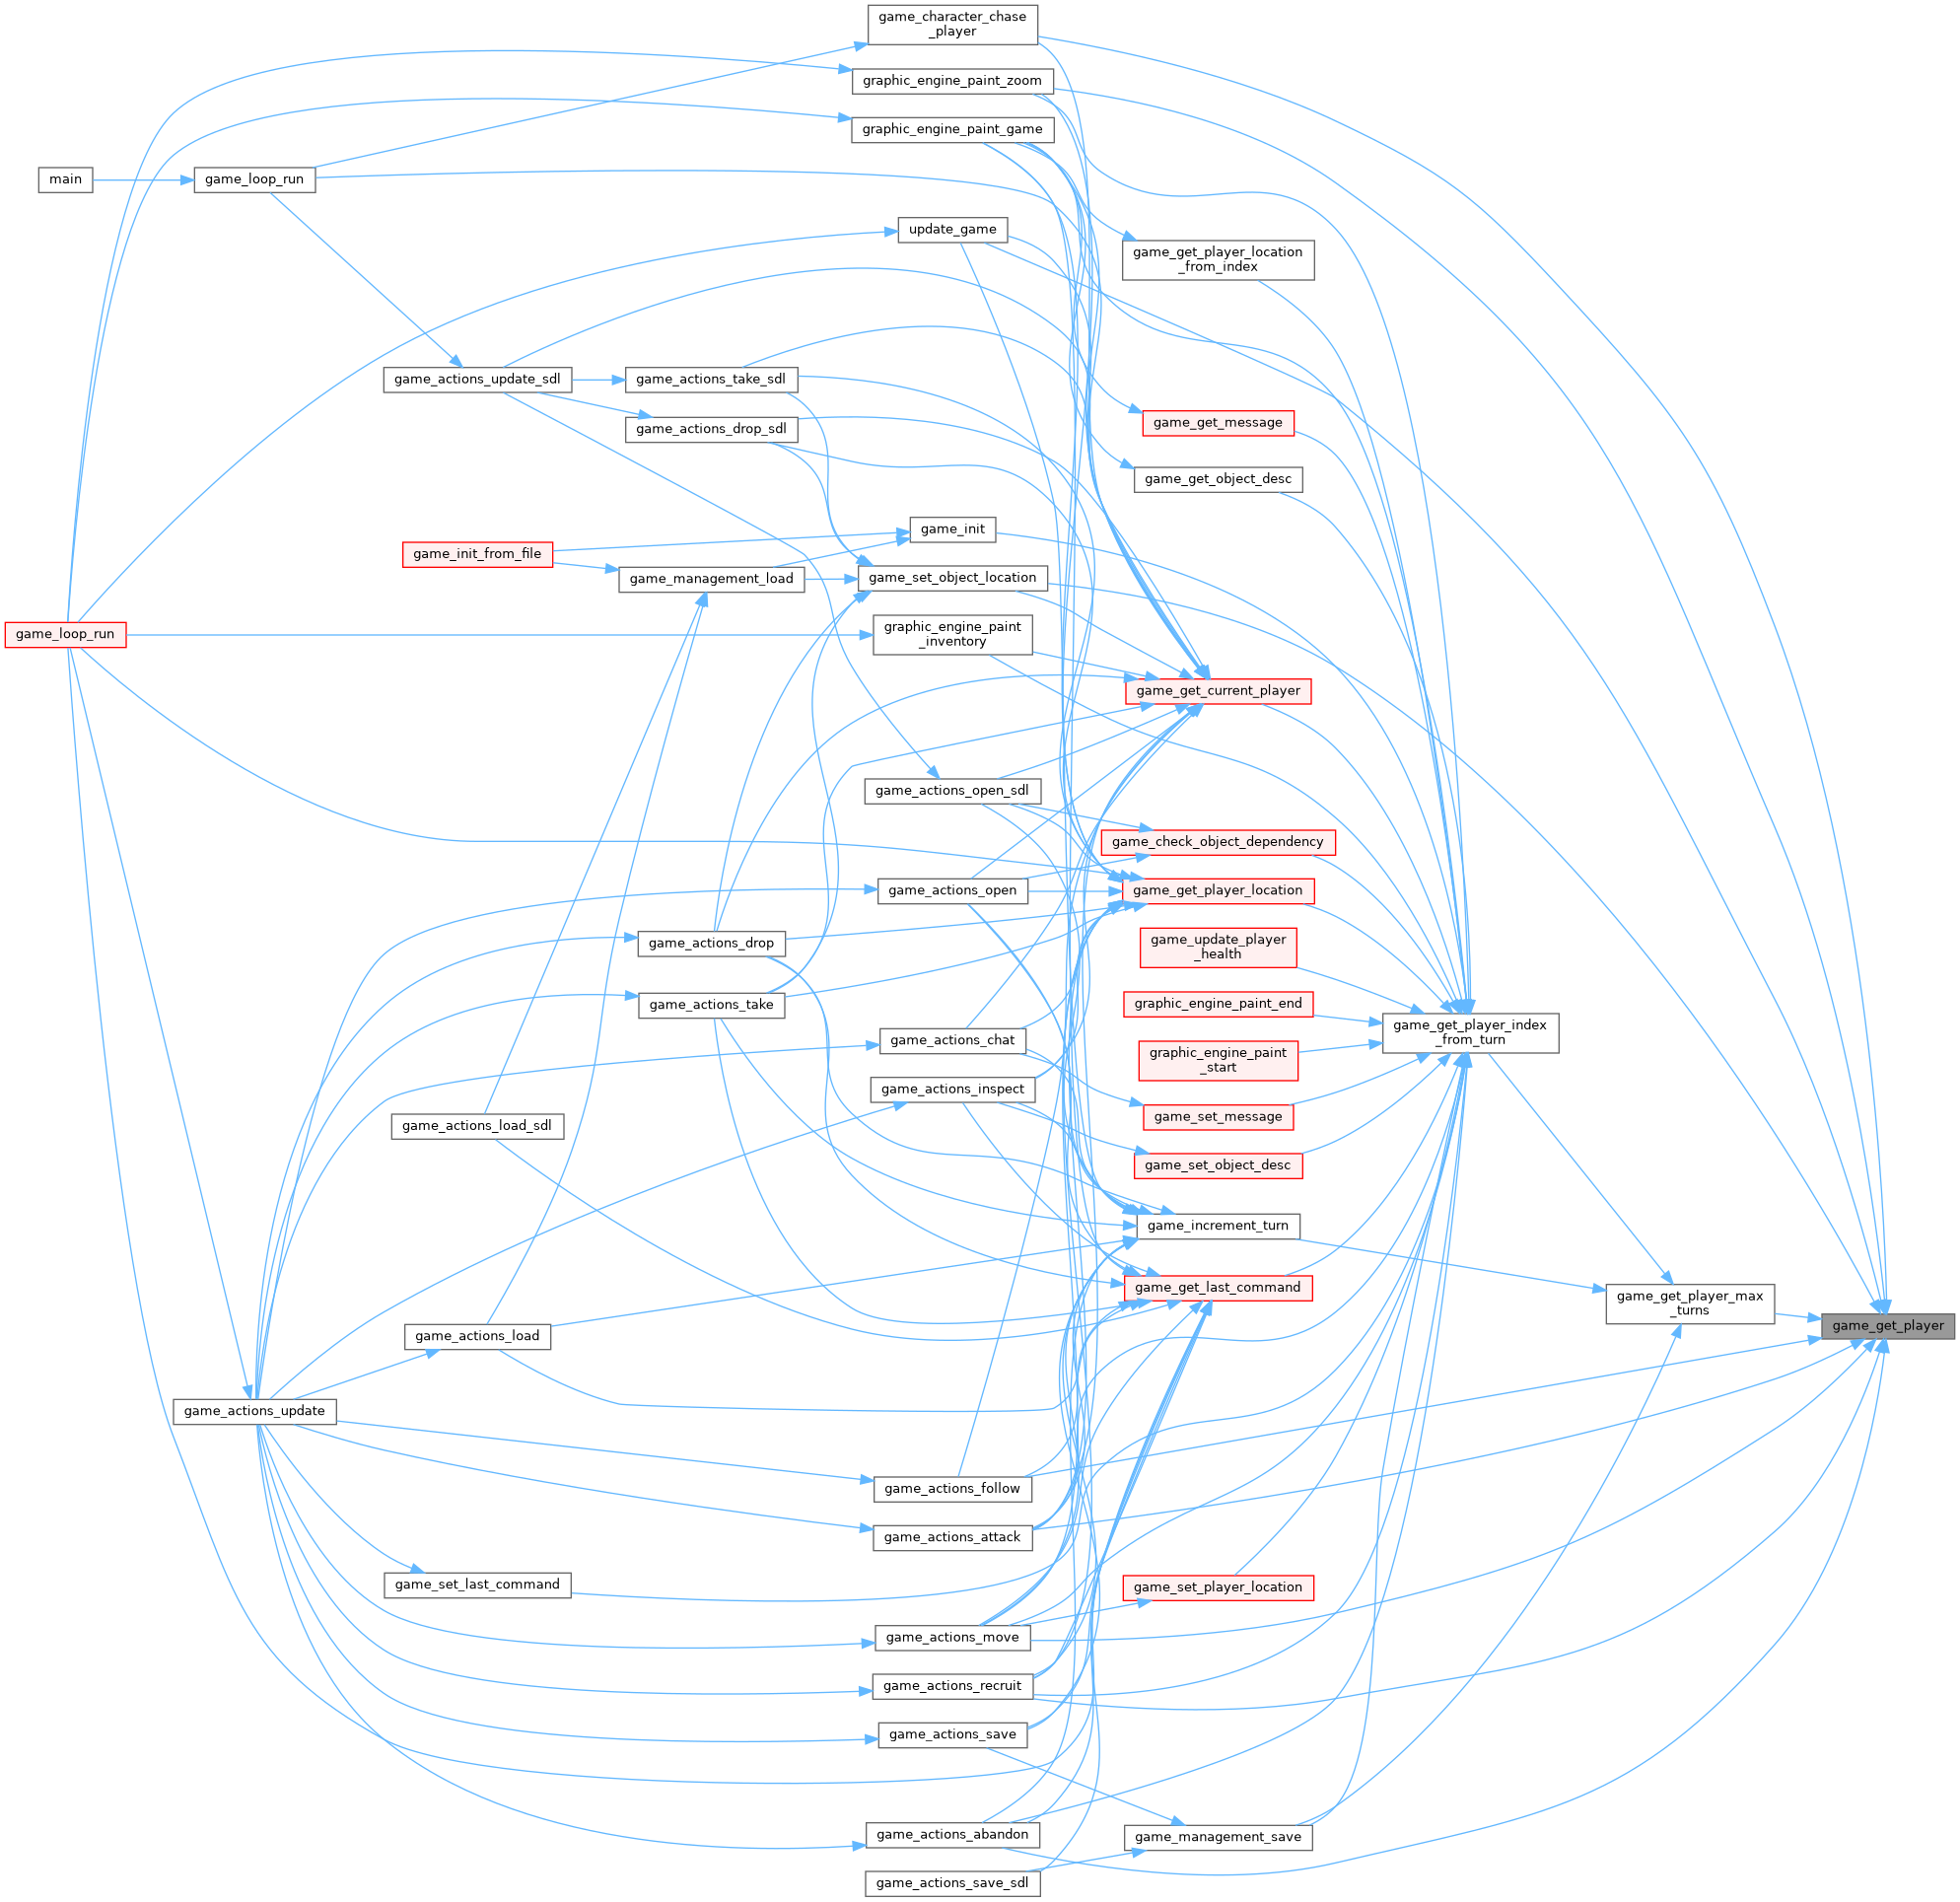 game_character_chase
_player
graphic_engine_paint_zoom
graphic_engine_paint_game
main
game_loop_run
update_game
game_get_player_location
_from_index
game_actions_update_sdl
game_actions_take_sdl
game_actions_drop_sdl
game_get_message
game_get_object_desc
game_init
game_init_from_file
game_management_load
game_set_object_location
game_loop_run
graphic_engine_paint
_inventory
game_get_current_player
game_actions_open_sdl
game_check_object_dependency
game_actions_open
game_get_player_location
game_actions_drop
game_update_player
_health
game_actions_take
graphic_engine_paint_end
game_get_player_index
_from_turn
game_actions_chat
graphic_engine_paint
_start
game_actions_inspect
game_actions_load_sdl
game_set_message
game_set_object_desc
game_increment_turn
game_get_last_command
game_get_player_max
_turns
game_get_player
game_actions_load
game_actions_update
game_actions_follow
game_actions_attack
game_set_last_command
game_set_player_location
game_actions_move
game_actions_recruit
game_actions_save
game_actions_abandon
game_management_save
game_actions_save_sdl